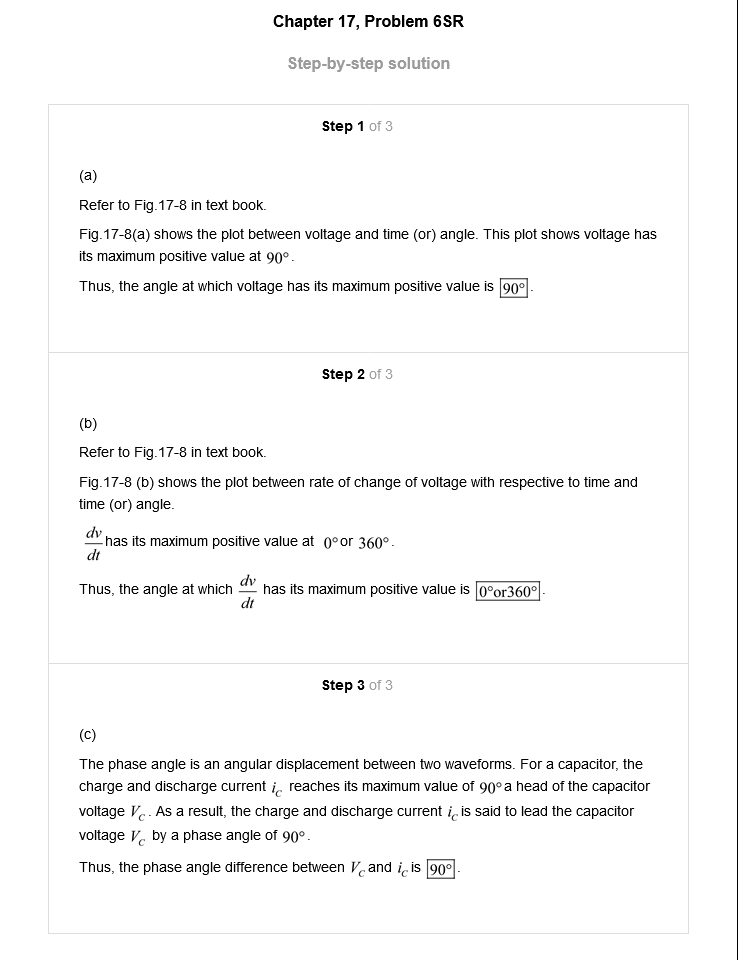 Chapter 17, Problem 6SR
Step-by-step solution
Step 1 of 3
(a)
Refer to Fig.17-8 in text book.
Fig.17-8(a) shows the plot between voltage and time (or) angle. This plot shows voltage has
its maximum positive value at 90°.
Thus, the angle at which voltage has its maximum positive value is 90°.
Step 2 of 3
(b)
Refer to Fig.17-8 in text book.
Fig.17-8 (b) shows the plot between rate of change of voltage with respective to time and
time (or) angle.
dv/dt has its maximum positive value at 0° or 360°.
Thus, the angle at which dv/dt has its maximum positive value is 0°or360°.
Step 3 of 3
(c)
The phase angle is an angular displacement between two waveforms. For a capacitor, the
charge and discharge current i_C reaches its maximum value of 90° a head of the capacitor
voltage V_C. As a result, the charge and discharge current i_C is said to lead the capacitor
voltage V_C by a phase angle of 90°.
Thus, the phase angle difference between V_C and i_C is 90°.